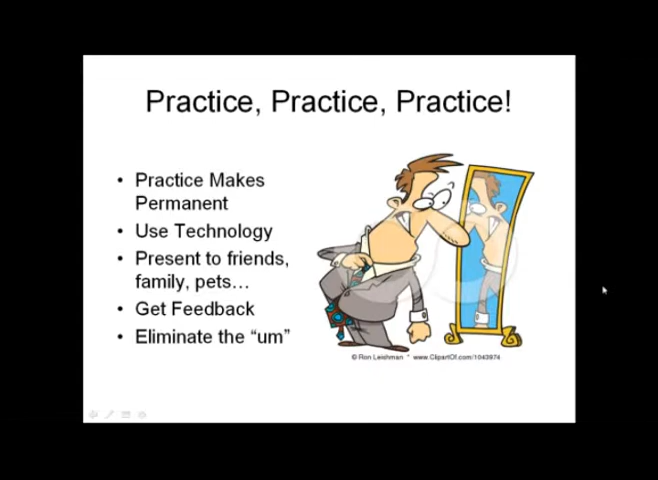 Practice, Practice, Practice!
• Practice Makes
Permanent
• Use Technology
• Present to friends,
family, pets…
• Get Feedback
• Eliminate the “um”
© Ron Leishman * www.ClipartOf.com/1043974